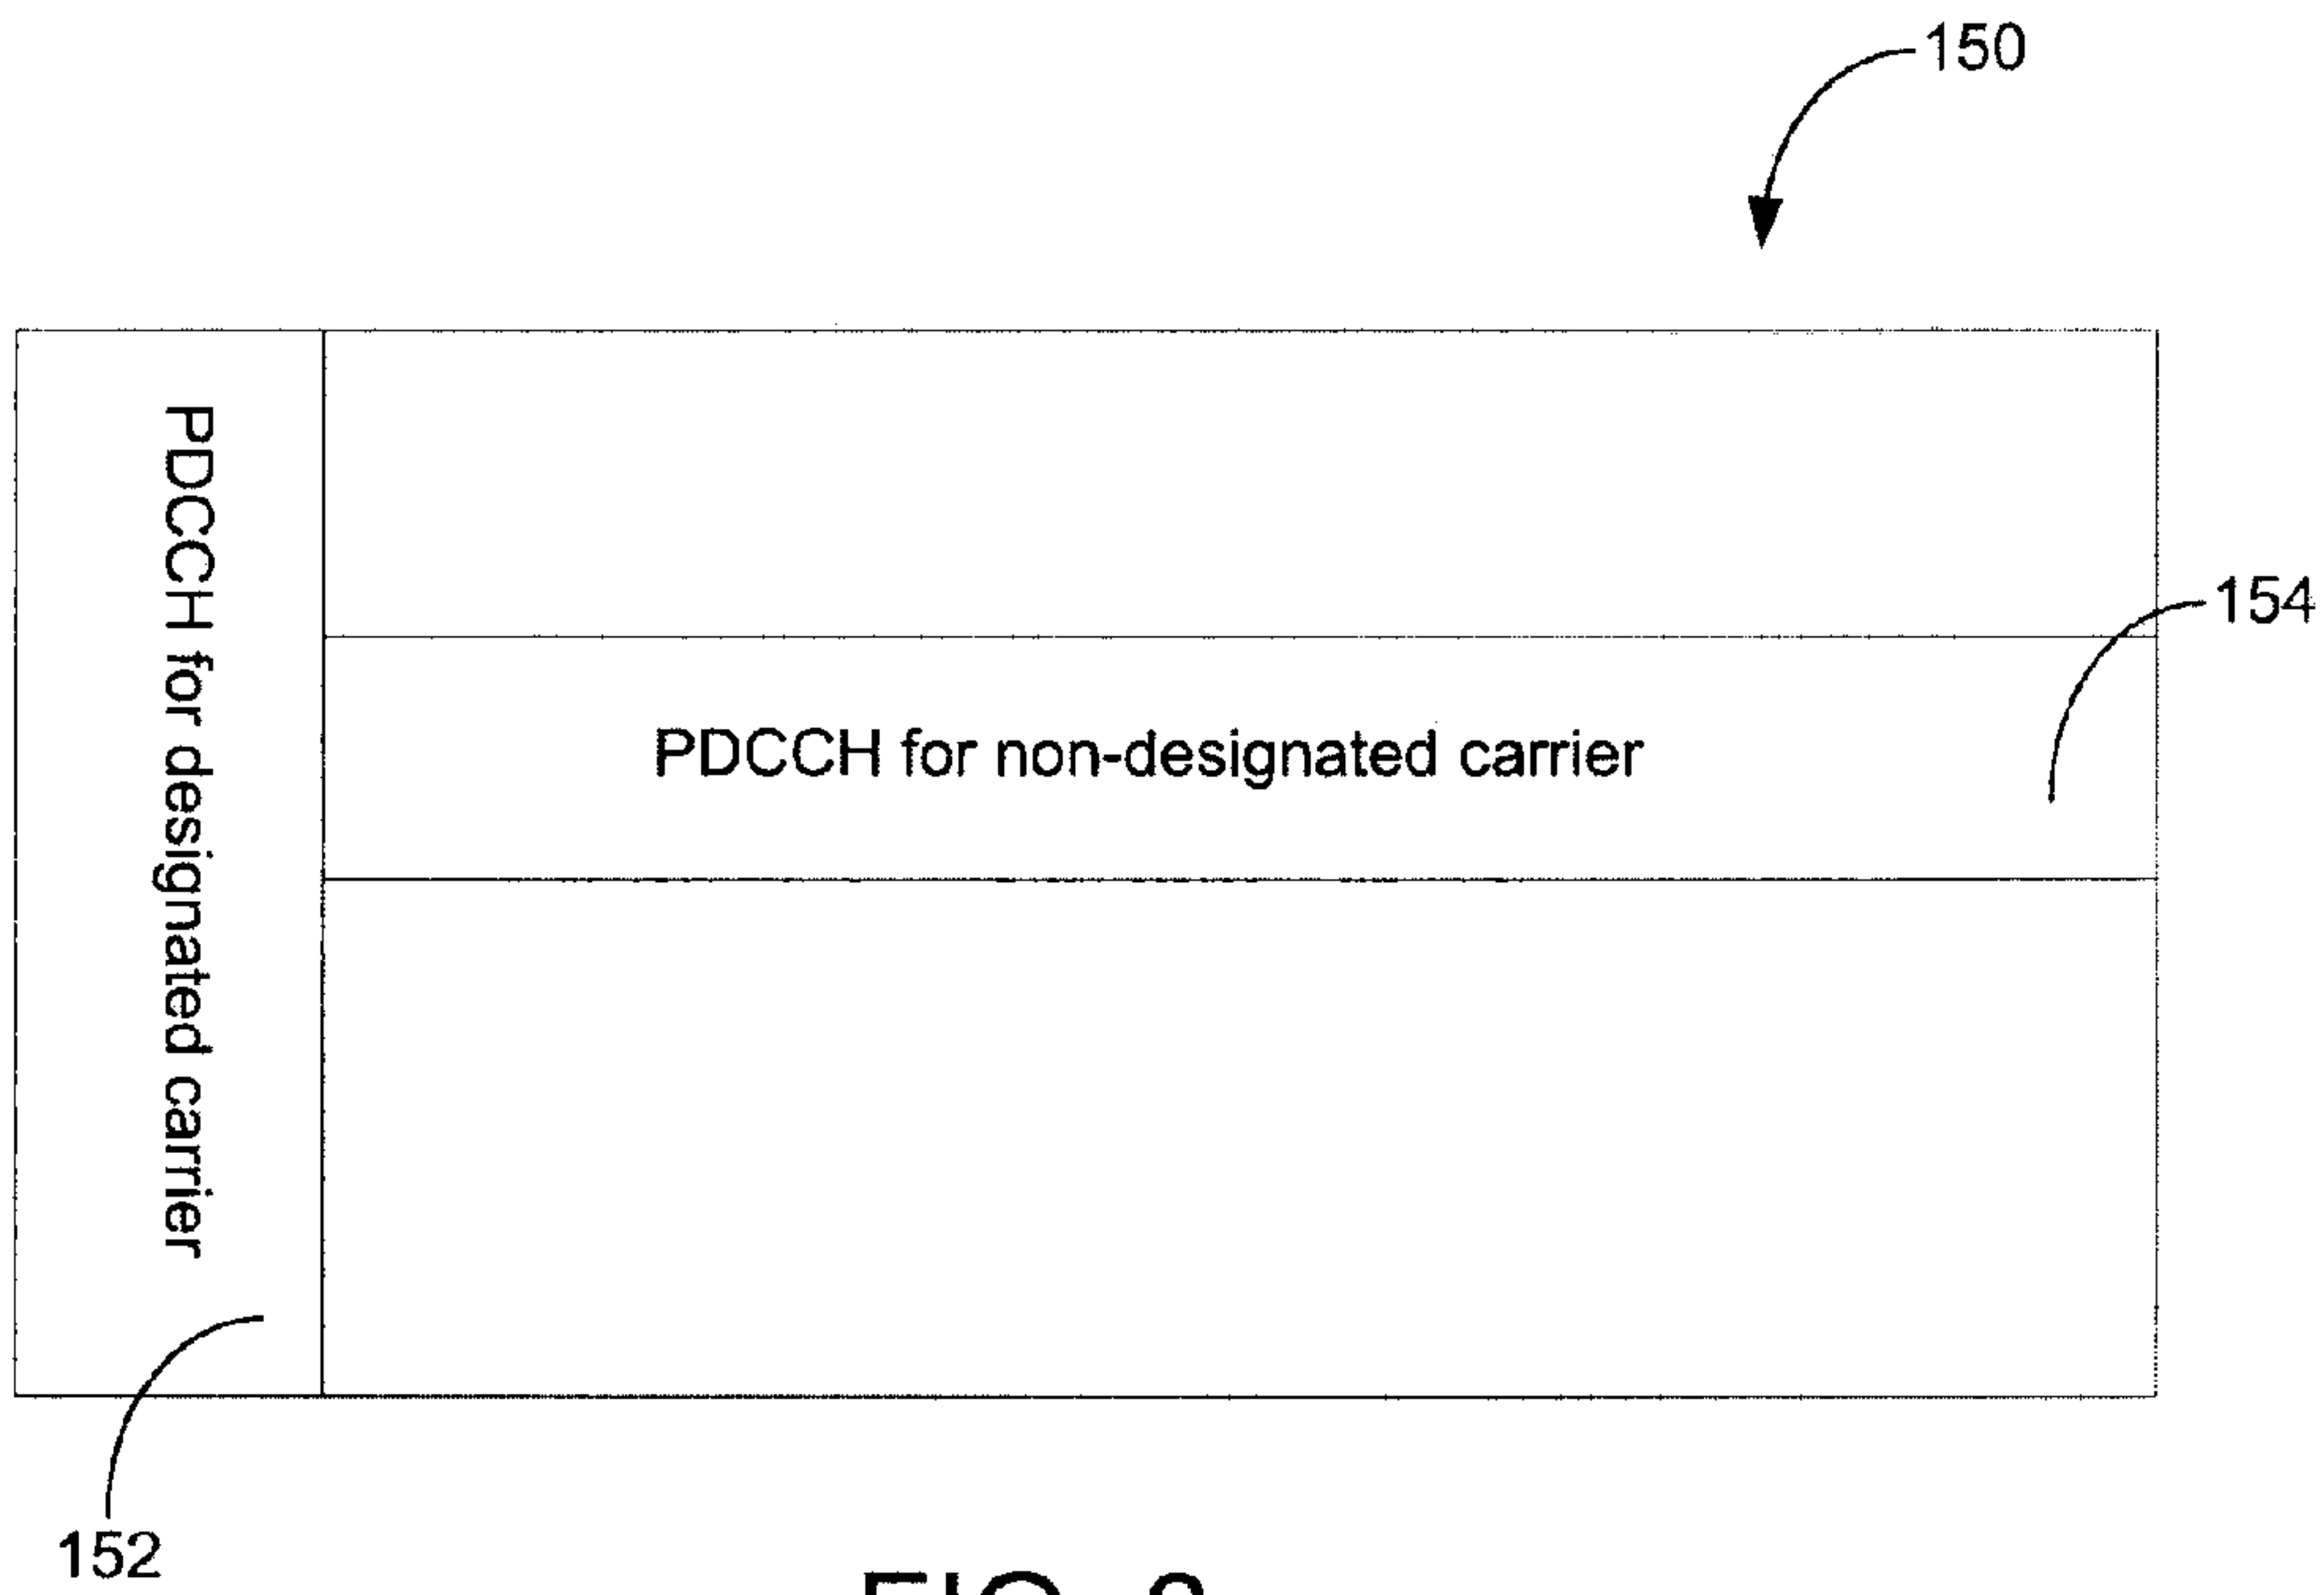 150
PDCCH for designated carrier
PDCCH for non-designated carrier
154
152